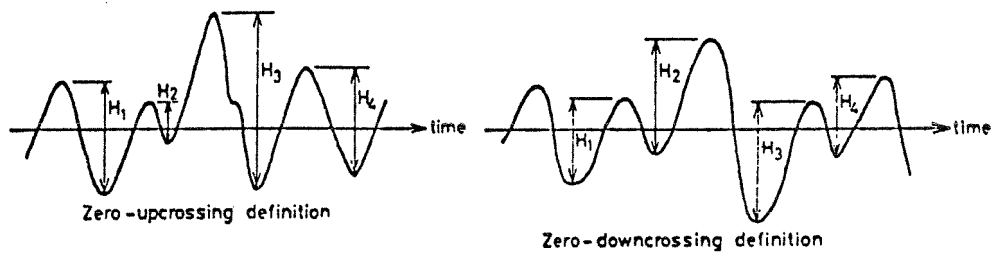 H₁
H₂
H₃
H₄
time
Zero-upcrossing definition
H₁
H₂
H₃
H₄
time
Zero-downcrossing definition